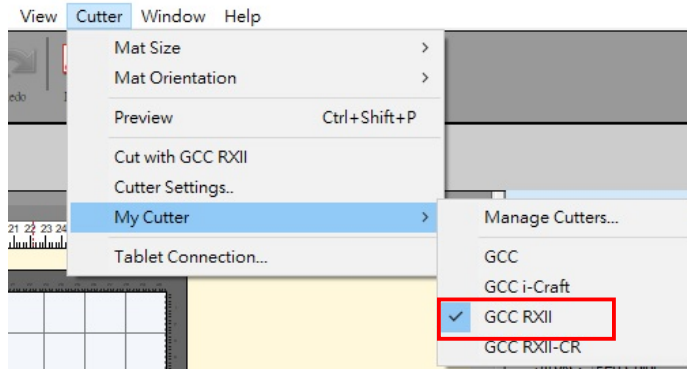 View Cutter Window Help
edo
Mat Size
Mat Orientation
Preview Ctrl+Shift+P
Cut with GCC RXII
Cutter Settings..
My Cutter
Tablet Connection...
21 22 23 24
Manage Cutters...
GCC
GCC i-Craft
GCC RXII
GCC RXII-CR